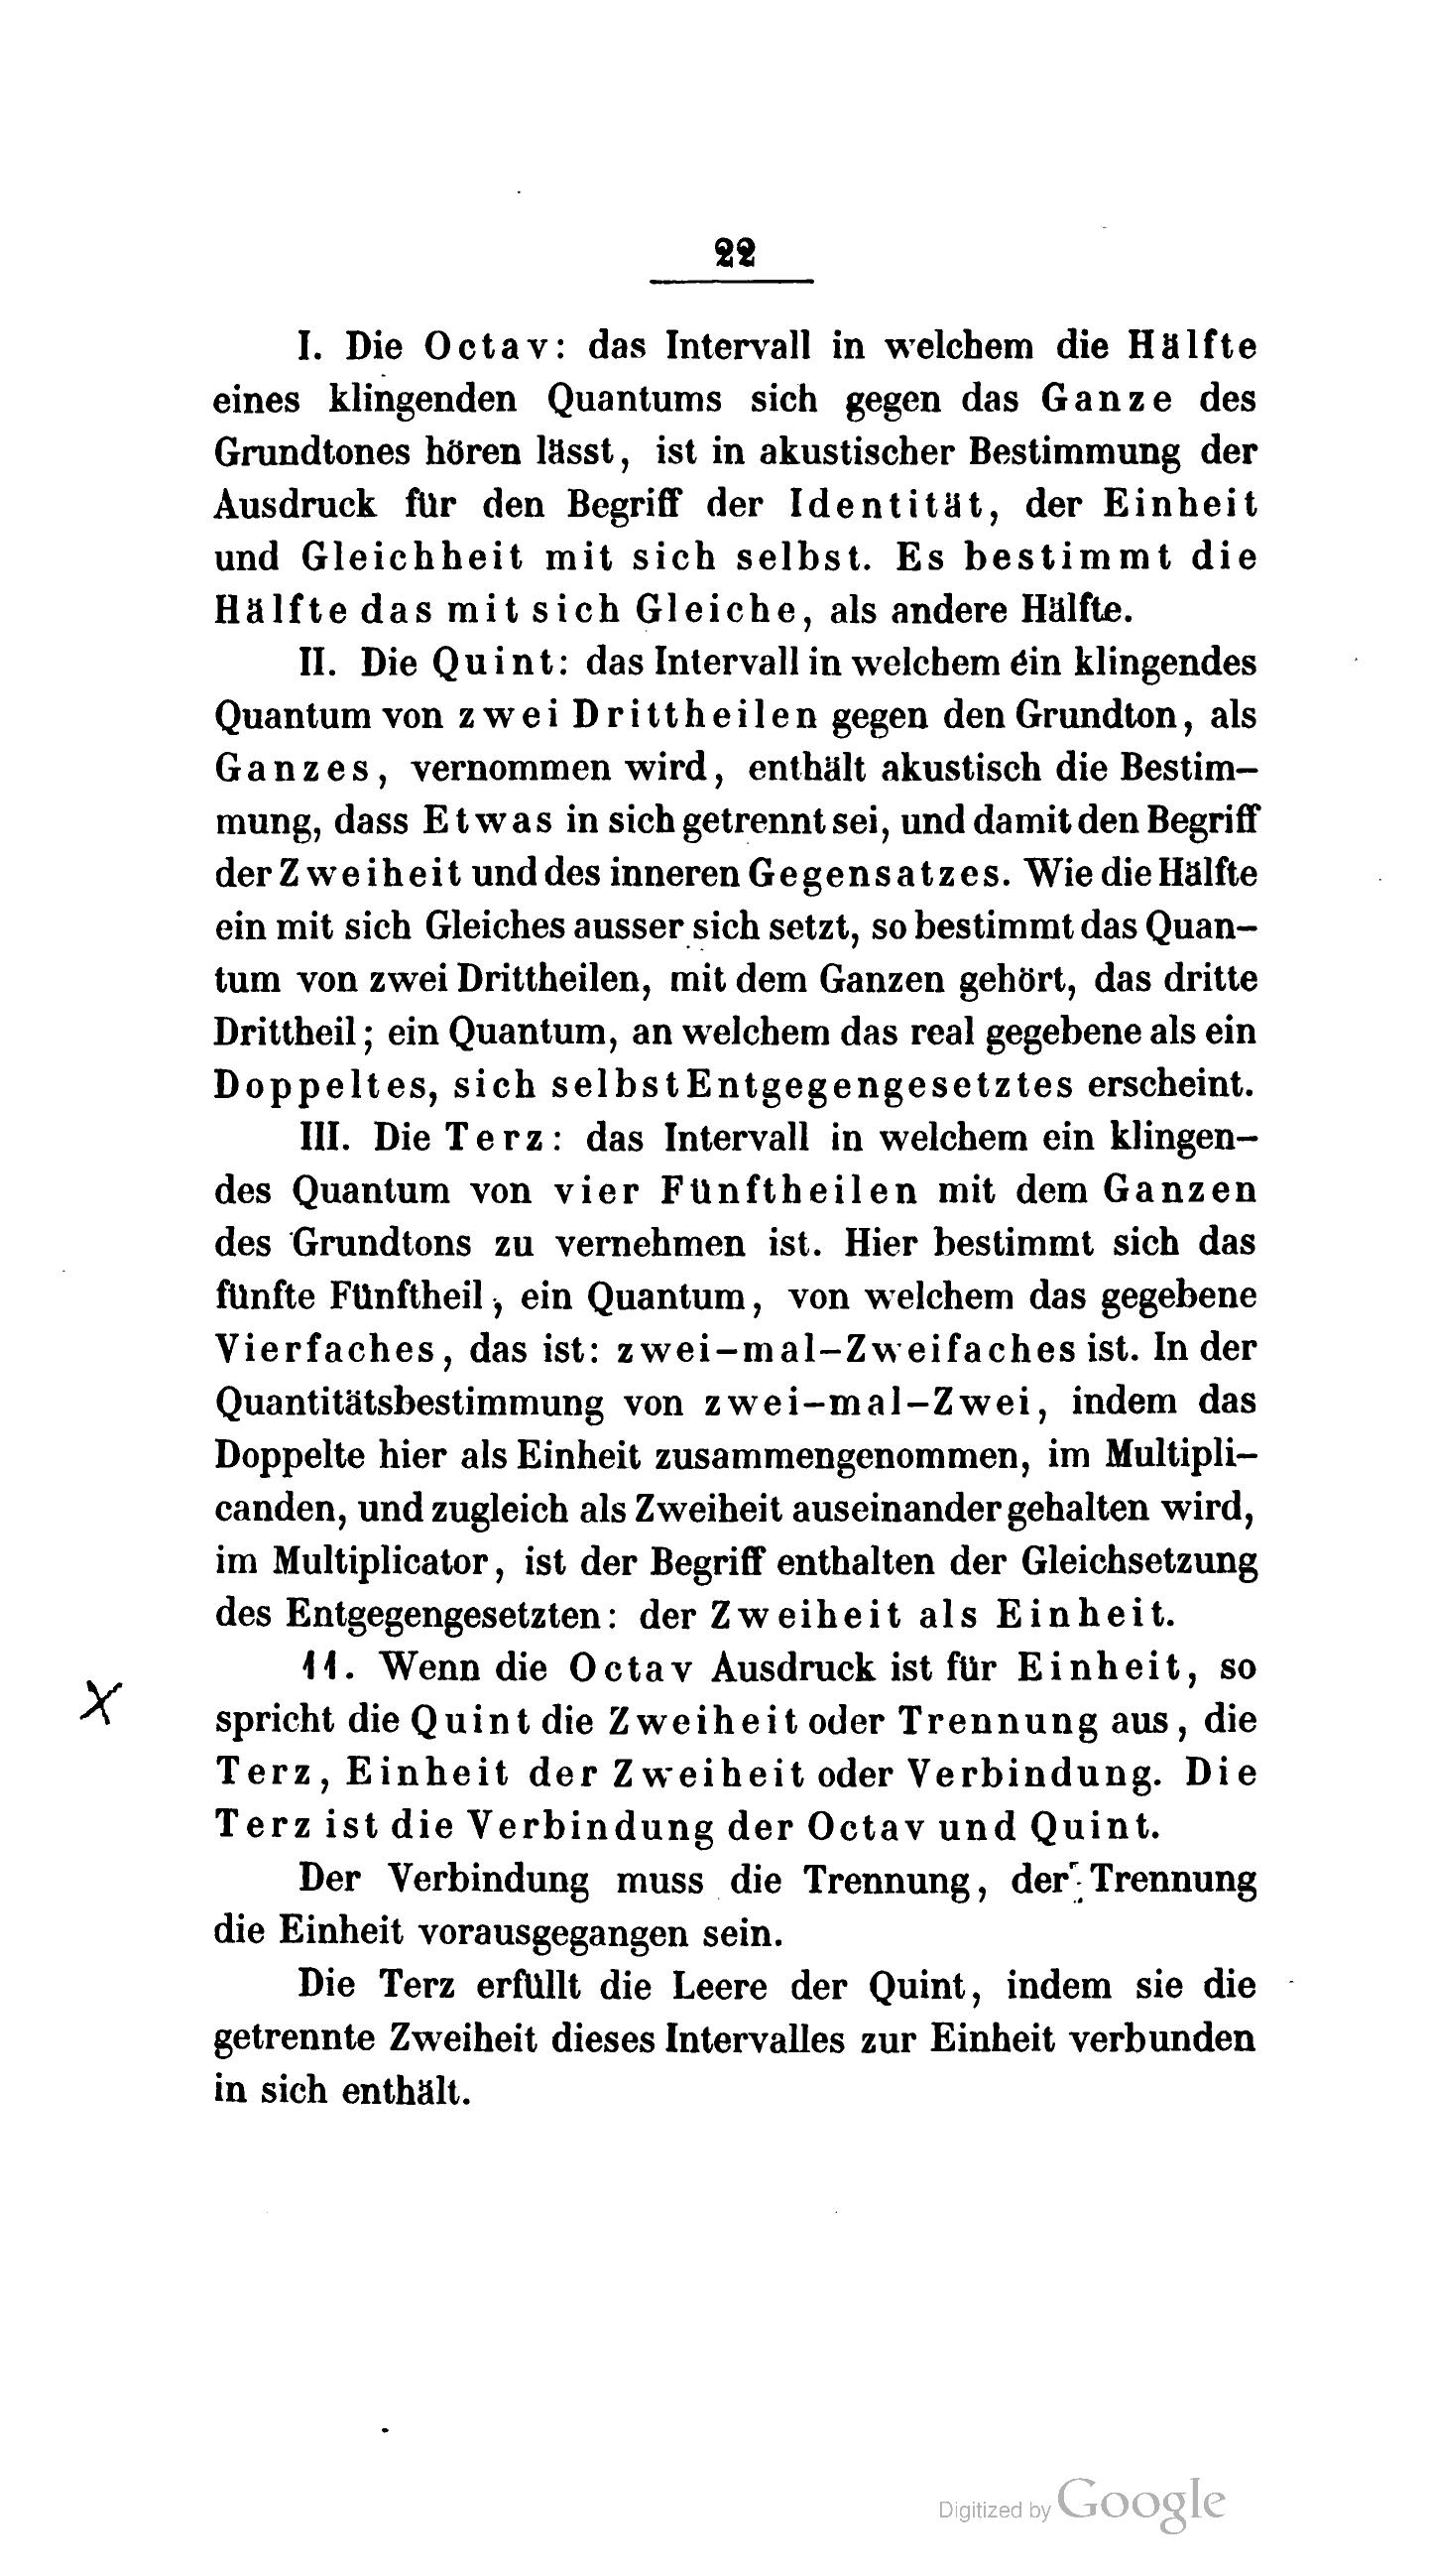 22
I. Die Octav: das Intervall in welchem die Hälfte
eines klingenden Quantums sich gegen das Ganze des
Grundtones hören lässt, ist in akustischer Bestimmung der
Ausdruck für den Begriff der Identität, der Einheit
und Gleichheit mit sich selbst. Es bestimmt die
Hälfte das mit sich Gleiche, als andere Hälfte.
II. Die Quint: das Intervall in welchem ein klingendes
Quantum von zwei Drittheilen gegen den Grundton, als
Ganzes, vernommen wird, enthält akustisch die Bestim-
mung, dass Etwas in sich getrennt sei, und damit den Begriff
der Zweiheit und des inneren Gegensatzes. Wie die Hälfte
ein mit sich Gleiches ausser sich setzt, so bestimmt das Quan-
tum von zwei Drittheilen, mit dem Ganzen gehört, das dritte
Drittheil; ein Quantum, an welchem das real gegebene als ein
Doppeltes, sich selbst Entgegengesetztes erscheint.
III. Die Terz: das Intervall in welchem ein klingen-
des Quantum von vier Fünftheilen mit dem Ganzen
des Grundtons zu vernehmen ist. Hier bestimmt sich das
fünfte Fünftheil, ein Quantum, von welchem das gegebene
Vierfaches, das ist: zwei-mal-Zweifaches ist. In der
Quantitätsbestimmung von zwei-mal-Zwei, indem das
Doppelte hier als Einheit zusammengenommen, im Multipli-
canden, und zugleich als Zweiheit auseinandergehalten wird,
im Multiplicator, ist der Begriff enthalten der Gleichsetzung
des Entgegengesetzten: der Zweiheit als Einheit.
11. Wenn die Octav Ausdruck ist für Einheit, so
X
spricht die Quint die Zweiheit oder Trennung aus, die
Terz, Einheit der Zweiheit oder Verbindung. Die
Terz ist die Verbindung der Octav und Quint.
Der Verbindung muss die Trennung, der Trennung
die Einheit vorausgegangen sein.
Die Terz erfüllt die Leere der Quint, indem sie die
getrennte Zweiheit dieses Intervalles zur Einheit verbunden
in sich enthält.
Digitized by Google